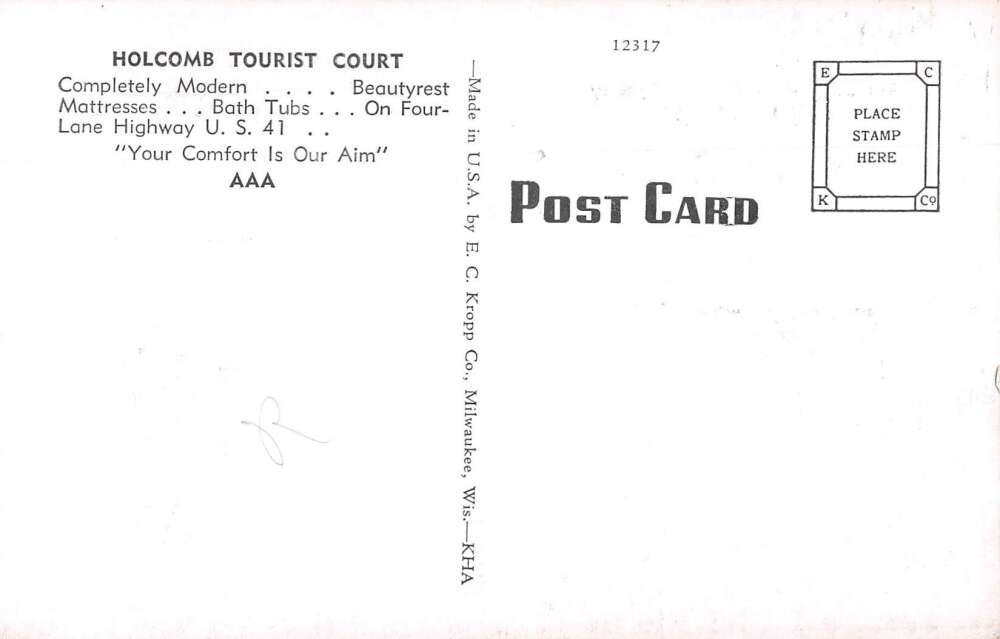 HOLCOMB TOURIST COURT
Completely Modern . . . . Beautyrest
Mattresses . . . Bath Tubs . . . On Four-
Lane Highway U. S. 41 . .
"Your Comfort Is Our Aim"
AAA
—Made in U.S.A. by E. C. Kropp Co., Milwaukee, Wis.—KHA
12317
POST CARD
E C
PLACE
STAMP
HERE
K Co